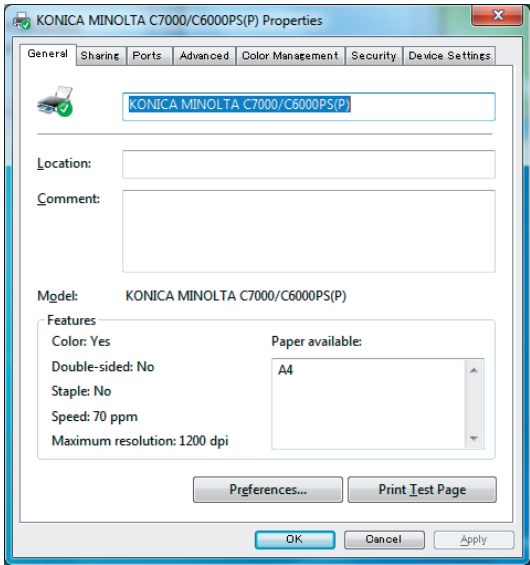 KONICA MINOLTA C7000/C6000PS(P) Properties
General Sharing Ports Advanced Color Management Security Device Settings
KONICA MINOLTA C7000/C6000PS(P)
Location:
Comment:
Model: KONICA MINOLTA C7000/C6000PS(P)
Features
Color: Yes Paper available:
Double-sided: No A4
Staple: No
Speed: 70 ppm
Maximum resolution: 1200 dpi
Preferences... Print Test Page
OK Cancel Apply